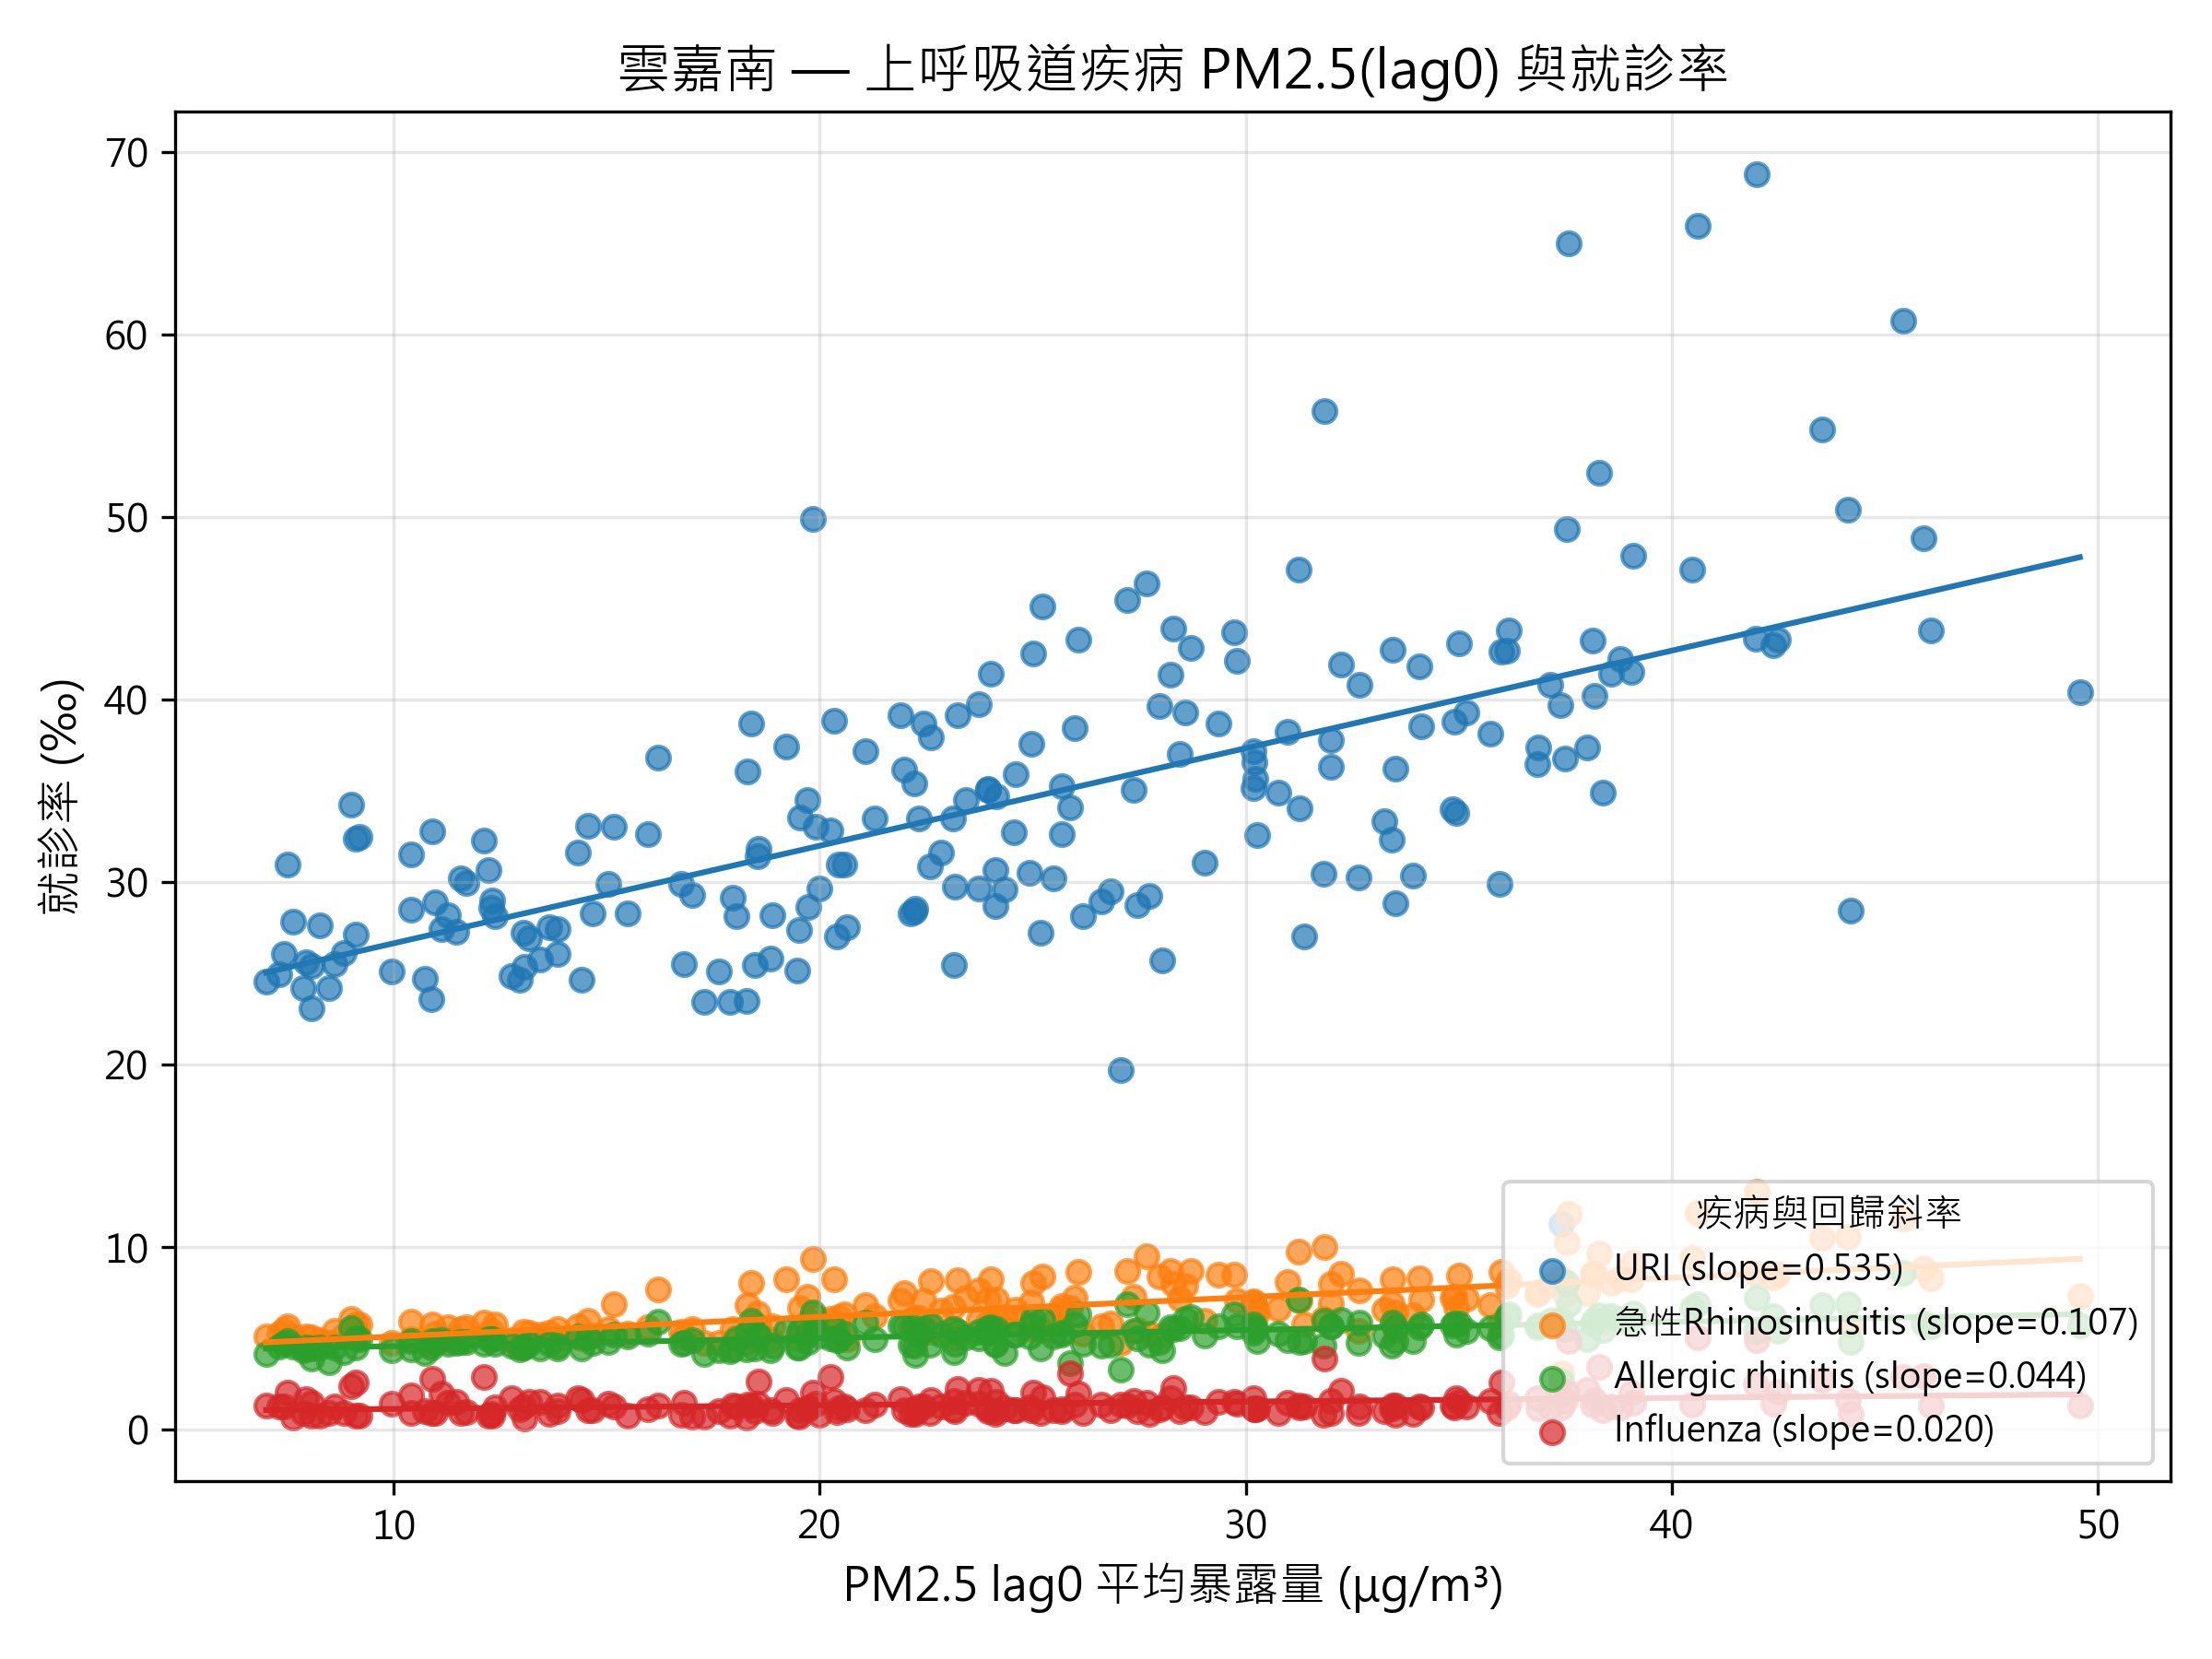 雲嘉南 — 上呼吸道疾病 PM2.5(lag0) 與就診率
70
60
50
40
30
20
10
0
就診率 (‰)
疾病與回歸斜率
URI (slope=0.535)
急性Rhinosinusitis (slope=0.107)
Allergic rhinitis (slope=0.044)
Influenza (slope=0.020)
10
20
30
40
50
PM2.5 lag0 平均暴露量 (μg/m³)